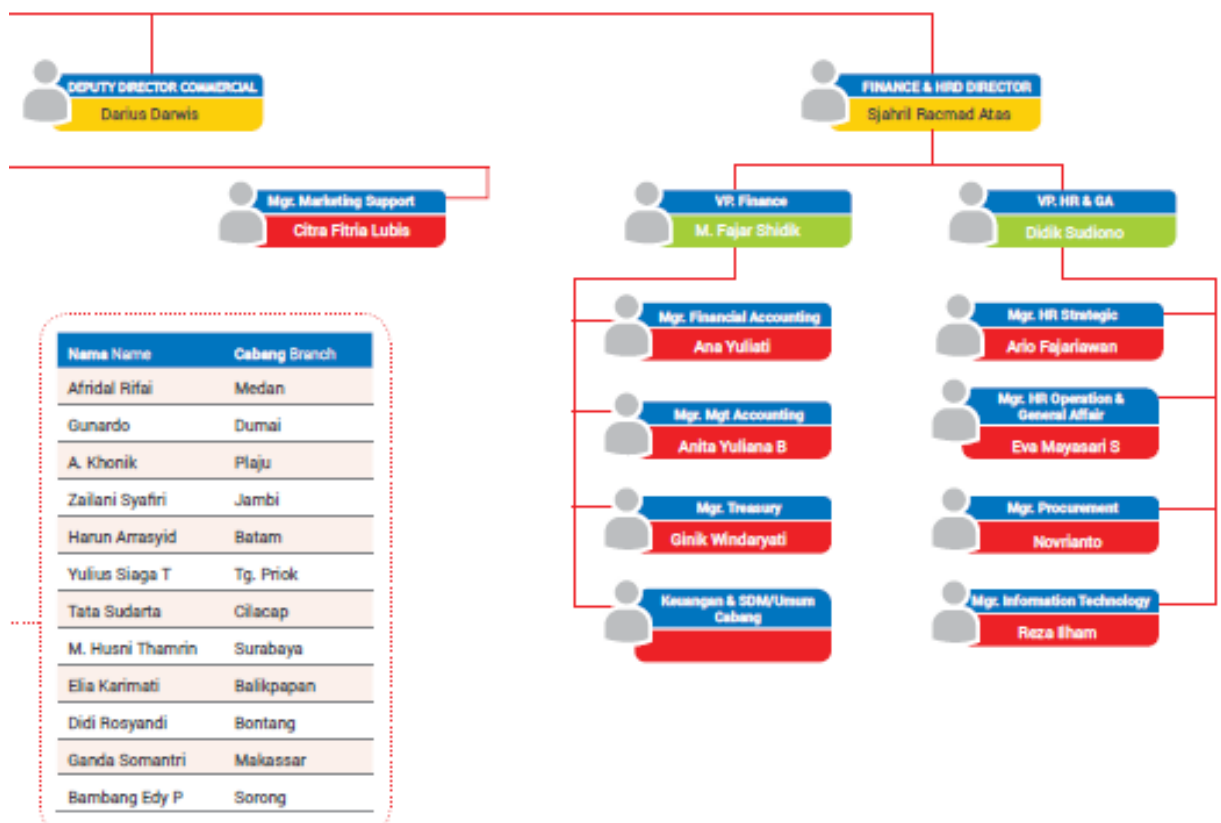 DEPUTY DIRECTOR COMMERCIAL
Darius Darwis
FINANCE & HRD DIRECTOR
Sjahril Racmad Atas
Mgr. Marketing Support
Citra Fitria Lubis
VP. Finance
M. Fajar Shidik
VP. HR & GA
Didik Sudiono
Mgr. Financial Accounting
Ana Yuliati
Mgr. HR Strategic
Ario Fajariawan
Mgr. Mgt Accounting
Anita Yuliana B
Mgr. HR Operation &
General Affair
Eva Mayasari S
Mgr. Treasury
Ginik Windaryati
Mgr. Procurement
Novrianto
Keuangan & SDM/Umum
Cabang
Mgr. Information Technology
Reza Ilham
Nama Name Cabang Branch
Afridal Rifai Medan
Gunardo Dumai
A. Khonik Plaju
Zailani Syafiri Jambi
Harun Arrasyid Batam
Yulius Siaga T Tg. Priok
Tata Sudarta Cilacap
M. Husni Thamrin Surabaya
Elia Karimati Balikpapan
Didi Rosyandi Bontang
Ganda Somantri Makassar
Bambang Edy P Sorong